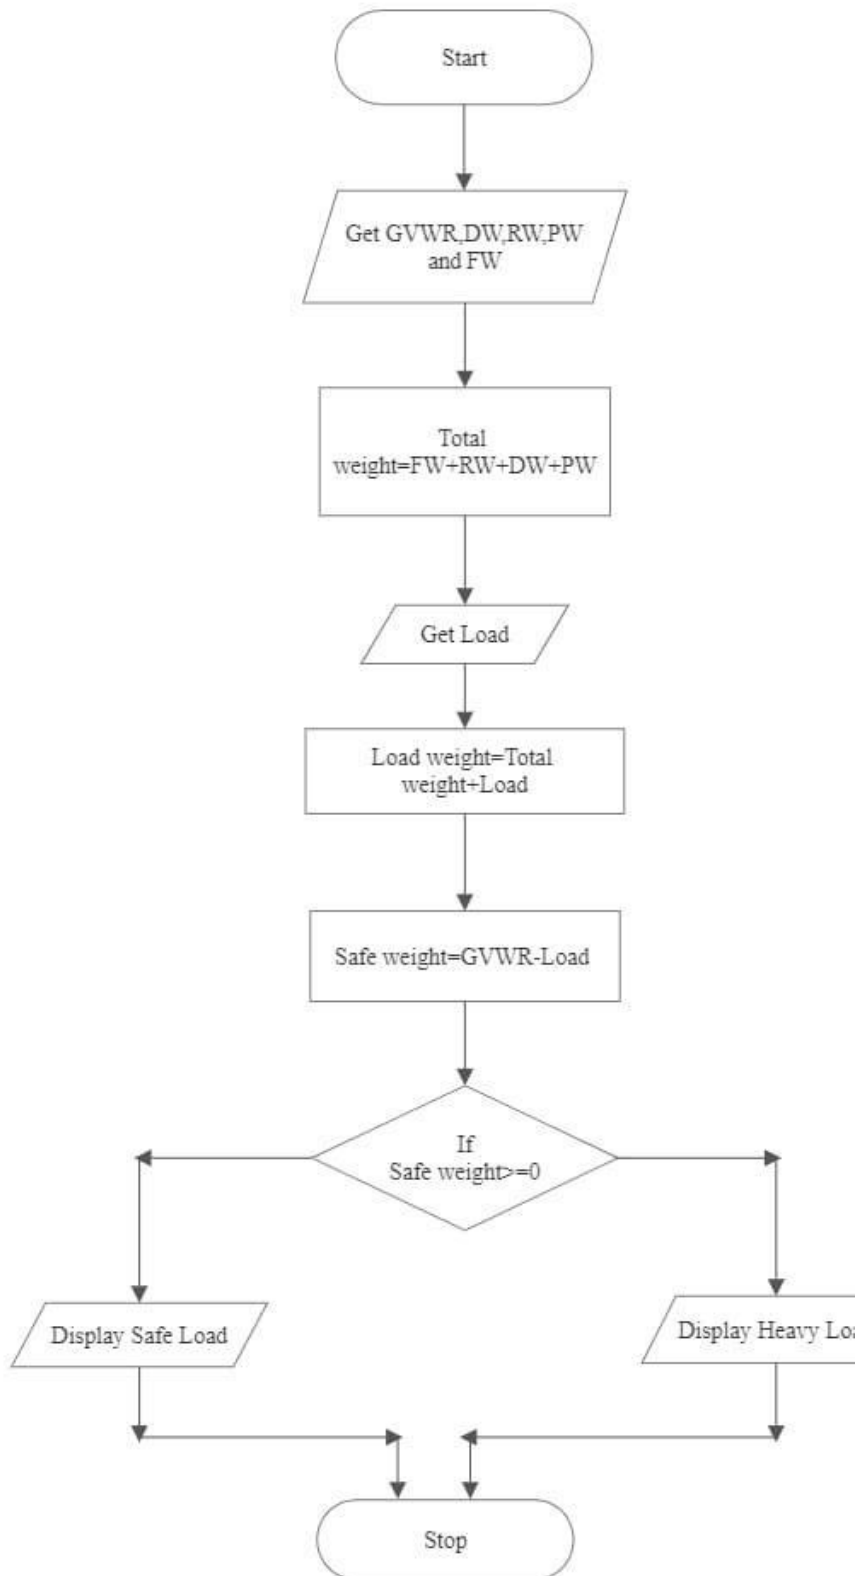 Start
Get GVWR,DW,RW,PW
and FW
Total
weight=FW+RW+DW+PW
Get Load
Load weight=Total
weight+Load
Safe weight=GVWR-Load
If
Safe weight>=0
Display Safe Load
Display Heavy Loa
Stop